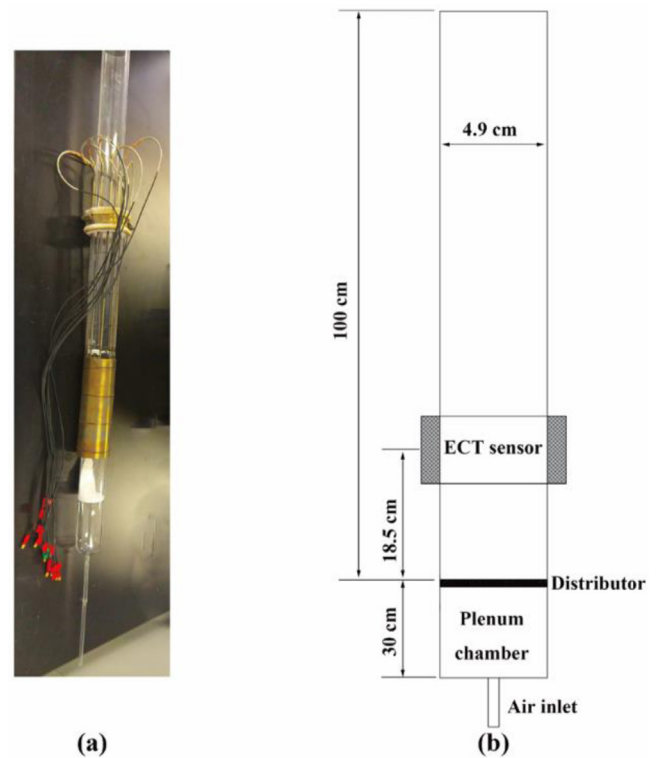 4.9 cm
100 cm
ECT sensor
18.5 cm
Distributor
30 cm
Plenum
chamber
Air inlet
(a)
(b)